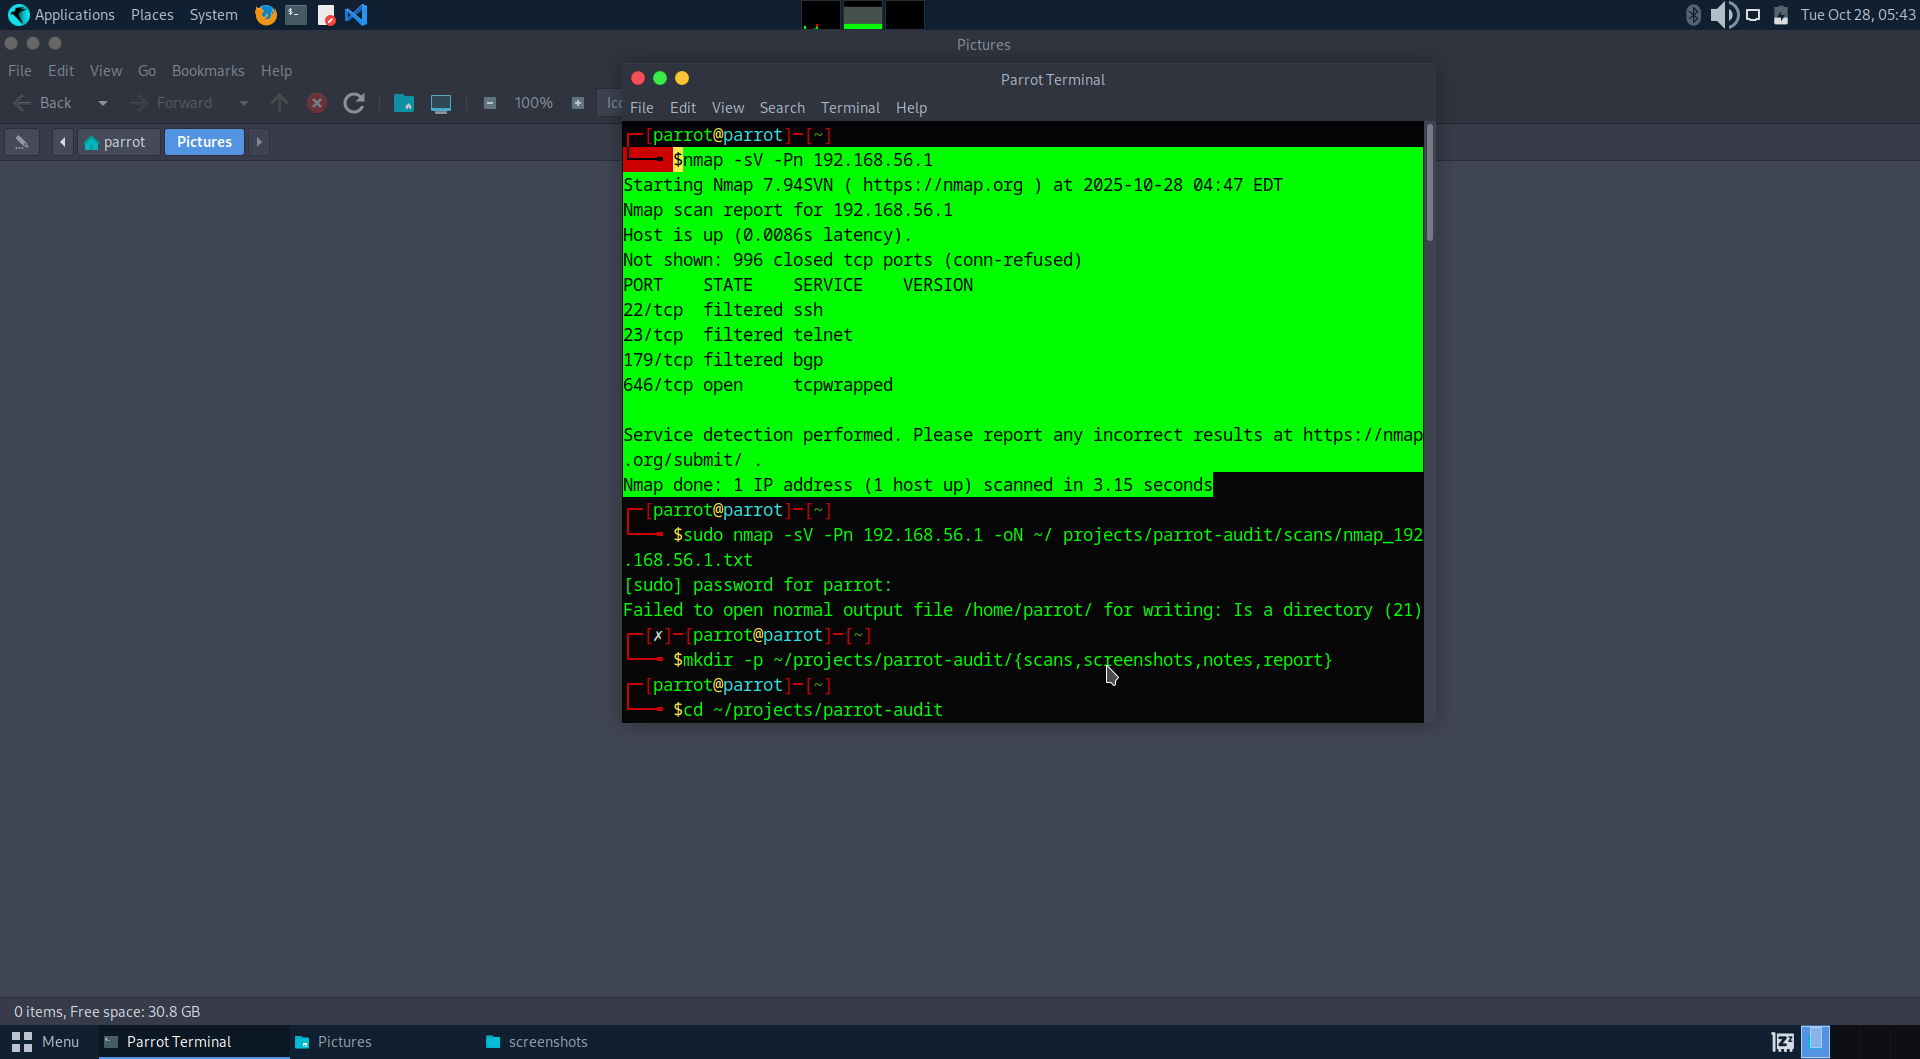 Applications Places System Tue Oct 28, 05:43
Pictures
File Edit View Go Bookmarks Help
Back Forward 100%
parrot Pictures
Parrot Terminal
File Edit View Search Terminal Help
┌─[parrot@parrot]─[~]
└──╼ $nmap -sV -Pn 192.168.56.1
Starting Nmap 7.94SVN ( https://nmap.org ) at 2025-10-28 04:47 EDT
Nmap scan report for 192.168.56.1
Host is up (0.0086s latency).
Not shown: 996 closed tcp ports (conn-refused)
PORT    STATE    SERVICE    VERSION
22/tcp  filtered ssh
23/tcp  filtered telnet
179/tcp filtered bgp
646/tcp open     tcpwrapped
Service detection performed. Please report any incorrect results at https://nmap
.org/submit/ .
Nmap done: 1 IP address (1 host up) scanned in 3.15 seconds
┌─[parrot@parrot]─[~]
└──╼ $sudo nmap -sV -Pn 192.168.56.1 -oN ~/ projects/parrot-audit/scans/nmap_192
.168.56.1.txt
[sudo] password for parrot:
Failed to open normal output file /home/parrot/ for writing: Is a directory (21)
┌─[✗]─[parrot@parrot]─[~]
└──╼ $mkdir -p ~/projects/parrot-audit/{scans,screenshots,notes,report}
┌─[parrot@parrot]─[~]
└──╼ $cd ~/projects/parrot-audit
0 items, Free space: 30.8 GB
Menu Parrot Terminal Pictures screenshots